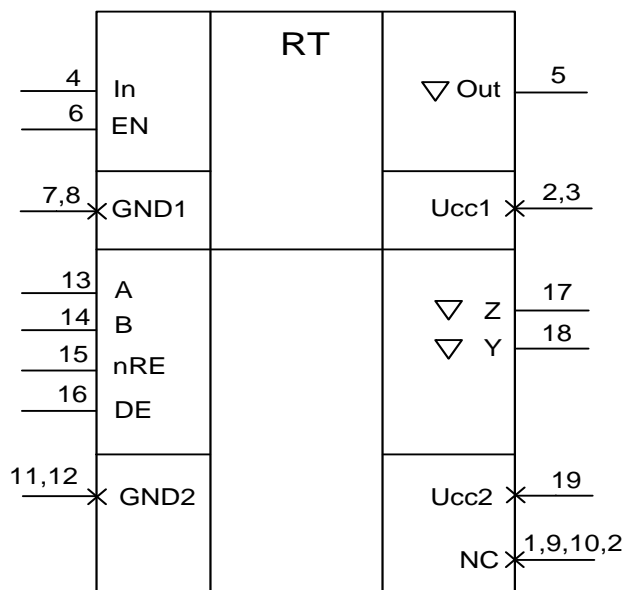 RT
4 In Out 5
6 EN
7,8 GND1 Ucc1 2,3
13 A Z 17
14 B Y 18
15 nRE
16 DE
11,12 GND2 Ucc2 19
NC 1,9,10,2